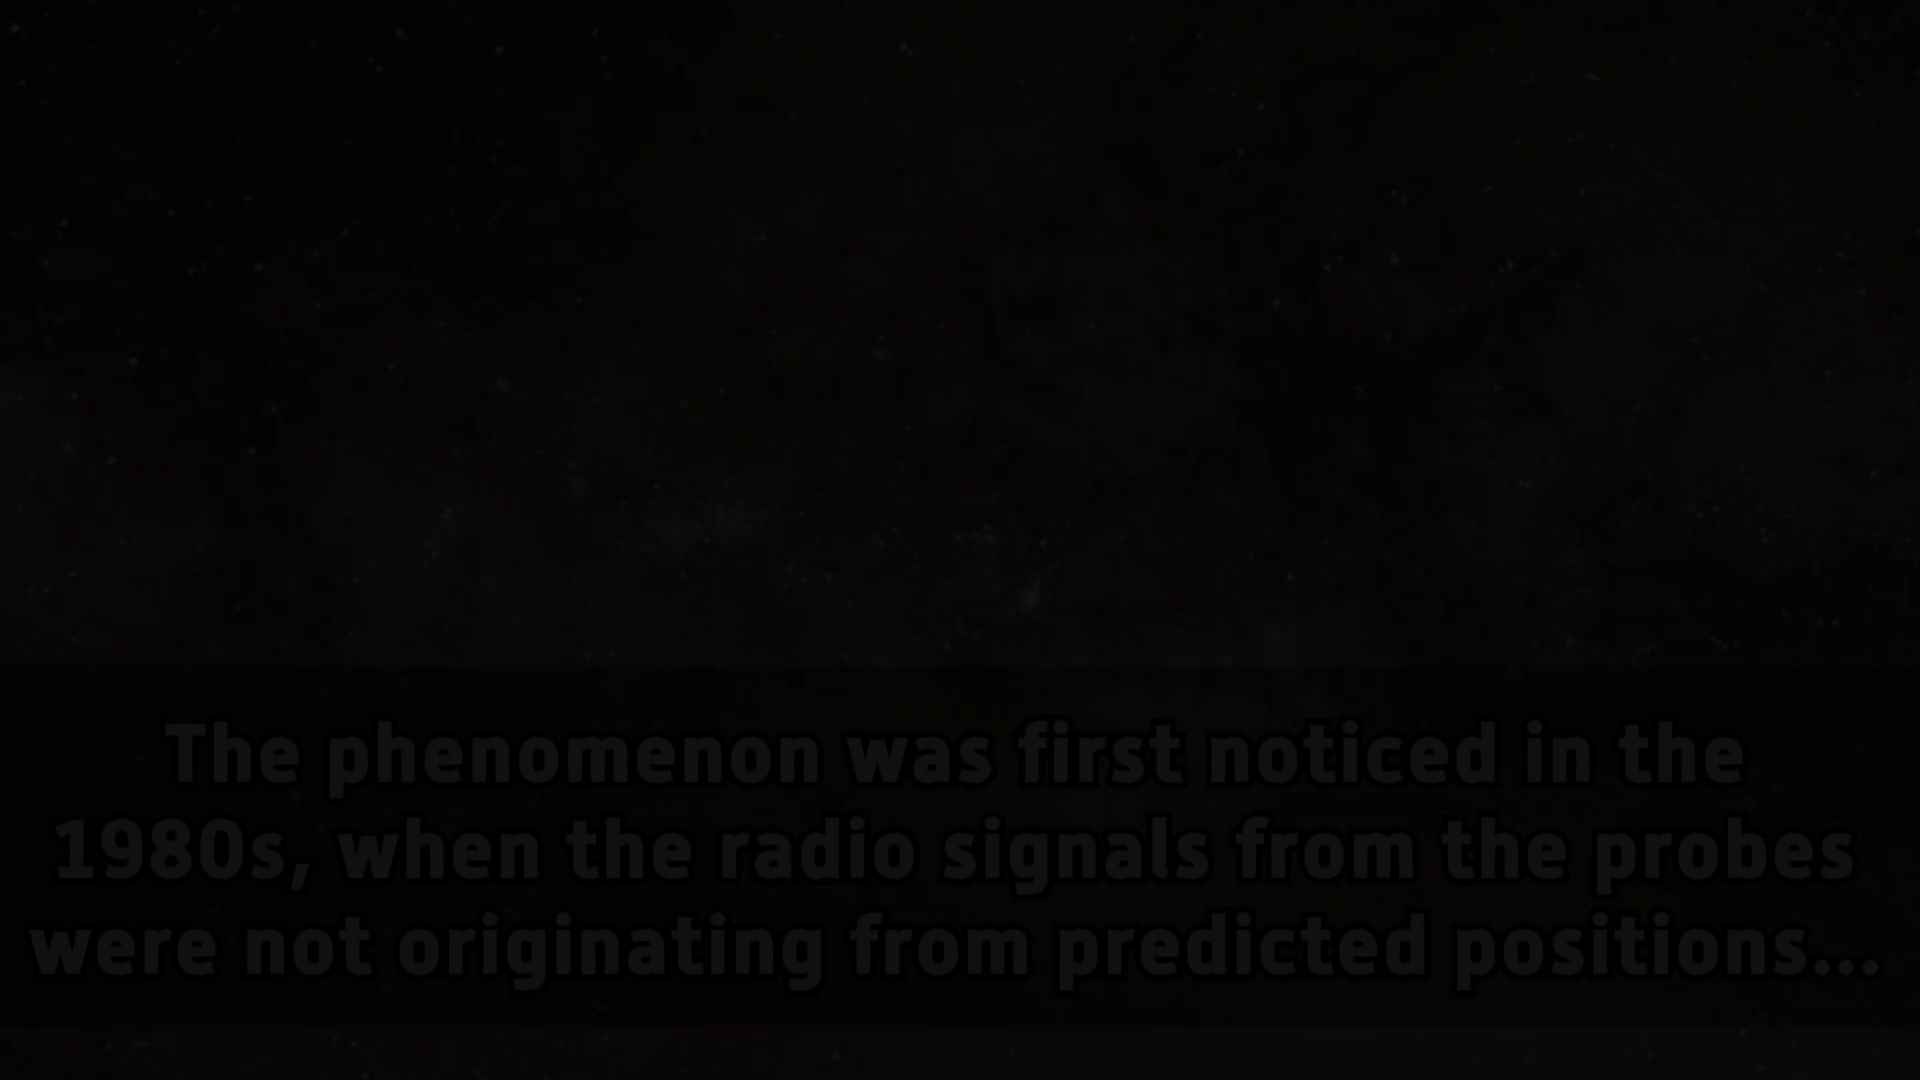 The phenomenon was first noticed in the
1980s, when the radio signals from the probes
were not originating from predicted positions...